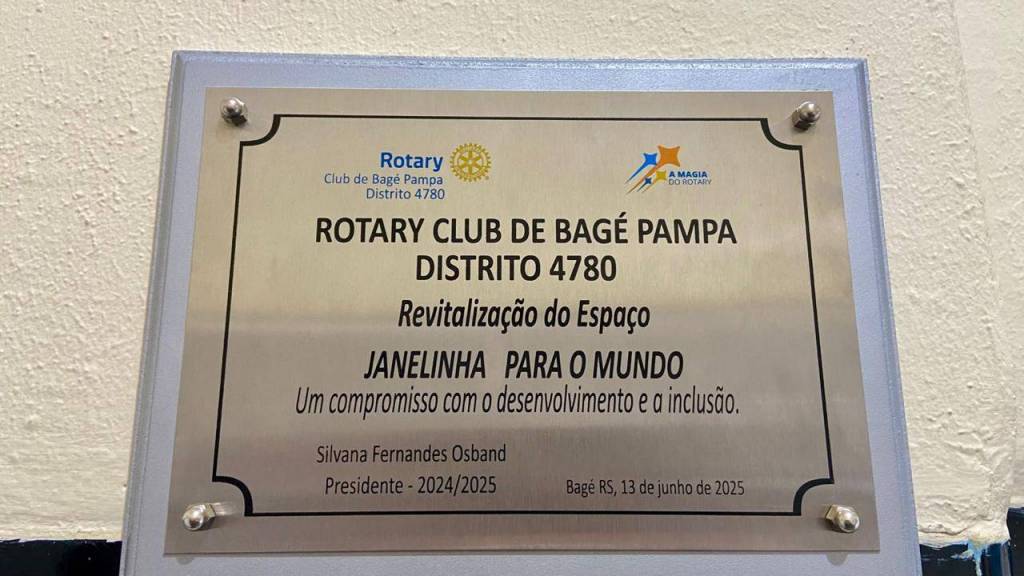 Rotary
Club de Bagé Pampa
Distrito 4780
A MAGIA
DO ROTARY
ROTARY CLUB DE BAGÉ PAMPA
DISTRITO 4780
Revitalização do Espaço
JANELINHA PARA O MUNDO
Um compromisso com o desenvolvimento e a inclusão.
Silvana Fernandes Osband
Presidente - 2024/2025
Bagé RS, 13 de junho de 2025